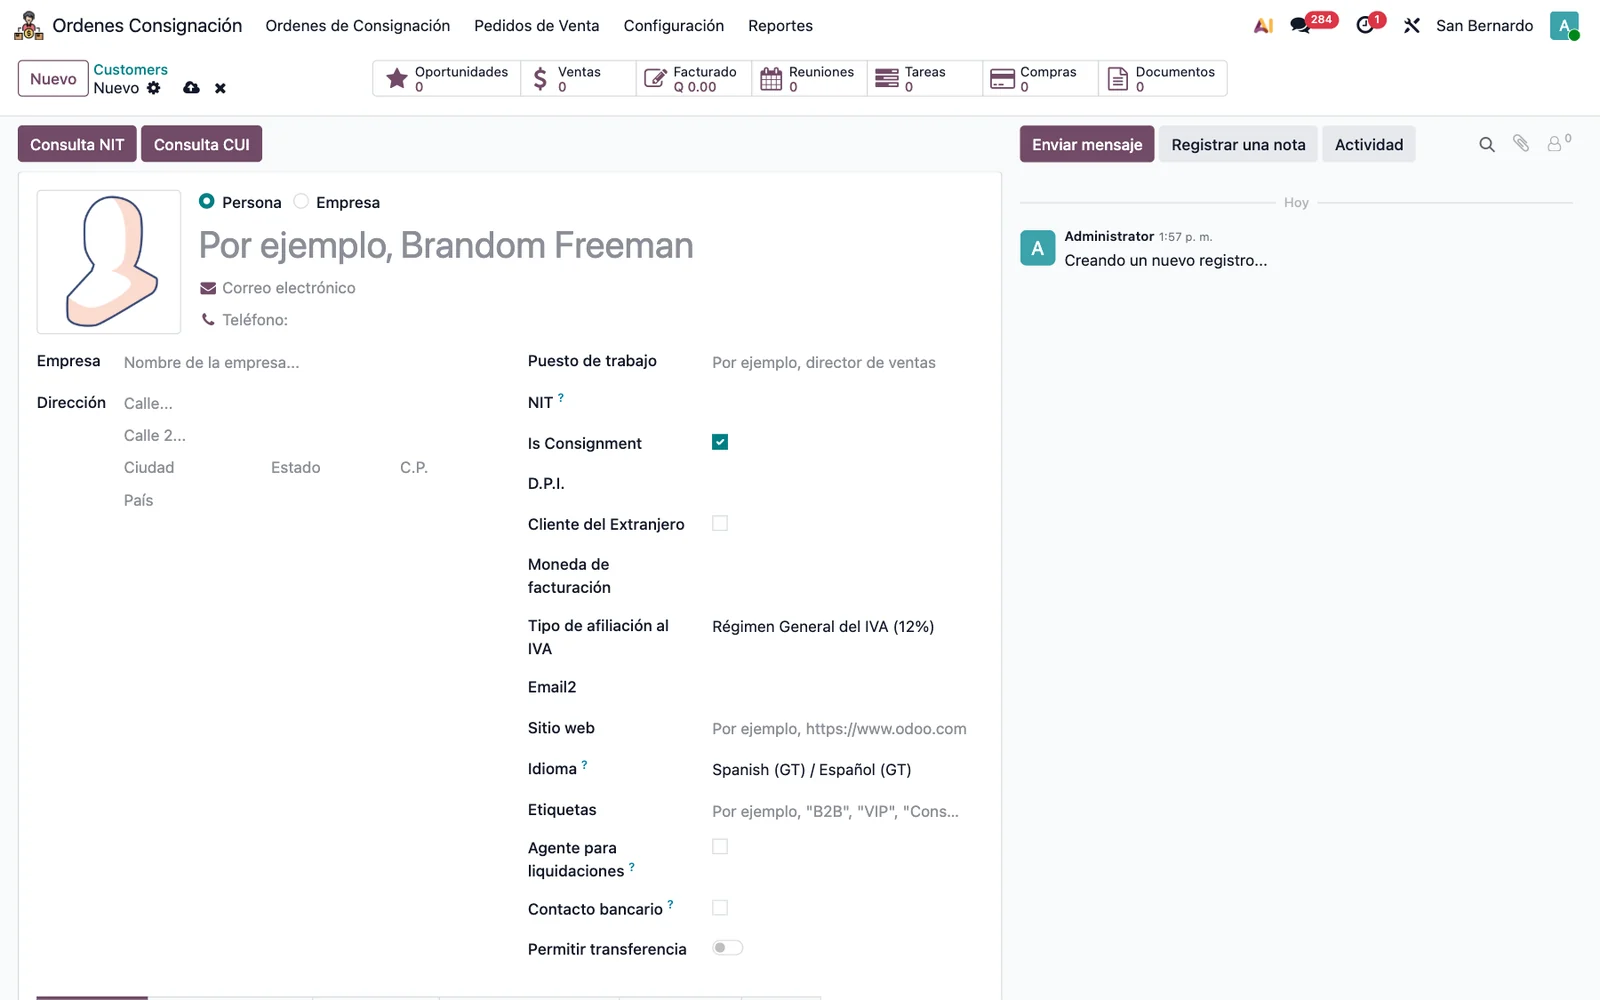 Ordenes Consignación
Ordenes de Consignación
Pedidos de Venta
Configuración
Reportes
AI
284
1
San Bernardo
A
Nuevo
Customers
Nuevo
Oportunidades
0
Ventas
0
Facturado
Q 0.00
Reuniones
0
Tareas
0
Compras
0
Documentos
0
Consulta NIT
Consulta CUI
Enviar mensaje
Registrar una nota
Actividad
0
Persona
Empresa
Por ejemplo, Brandom Freeman
Correo electrónico
Teléfono:
Empresa
Nombre de la empresa...
Dirección
Calle...
Calle 2...
Ciudad
Estado
C.P.
País
Puesto de trabajo
Por ejemplo, director de ventas
NIT ?
Is Consignment
D.P.I.
Cliente del Extranjero
Moneda de
facturación
Tipo de afiliación al
IVA
Régimen General del IVA (12%)
Email2
Sitio web
Por ejemplo, https://www.odoo.com
Idioma ?
Spanish (GT) / Español (GT)
Etiquetas
Por ejemplo, "B2B", "VIP", "Cons...
Agente para
liquidaciones ?
Contacto bancario ?
Permitir transferencia
Hoy
A
Administrator 1:57 p. m.
Creando un nuevo registro...